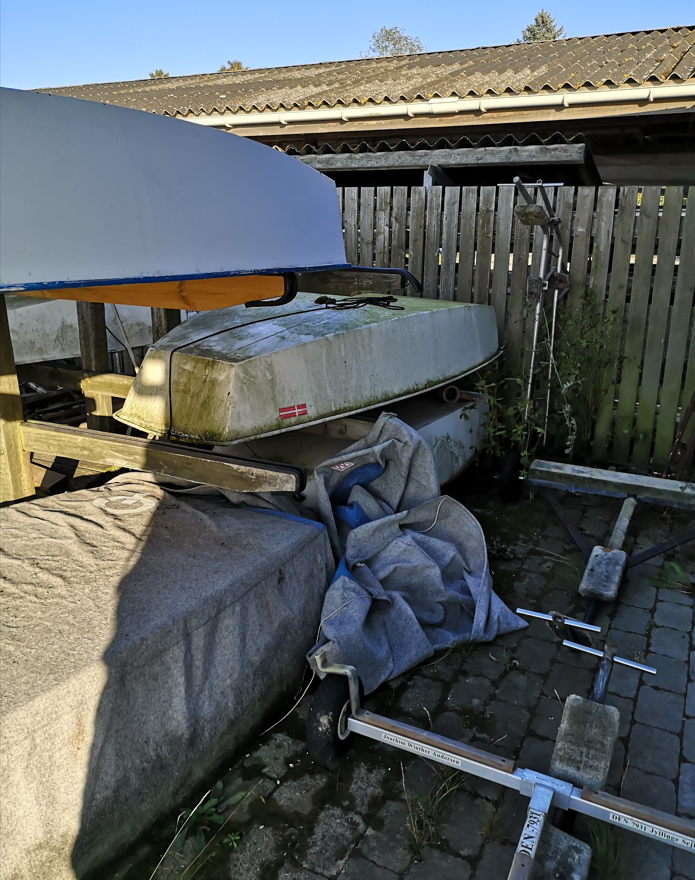 Joachim Winther Andersen
DEN 7931
DEN 7931 Jyllinge Sejl